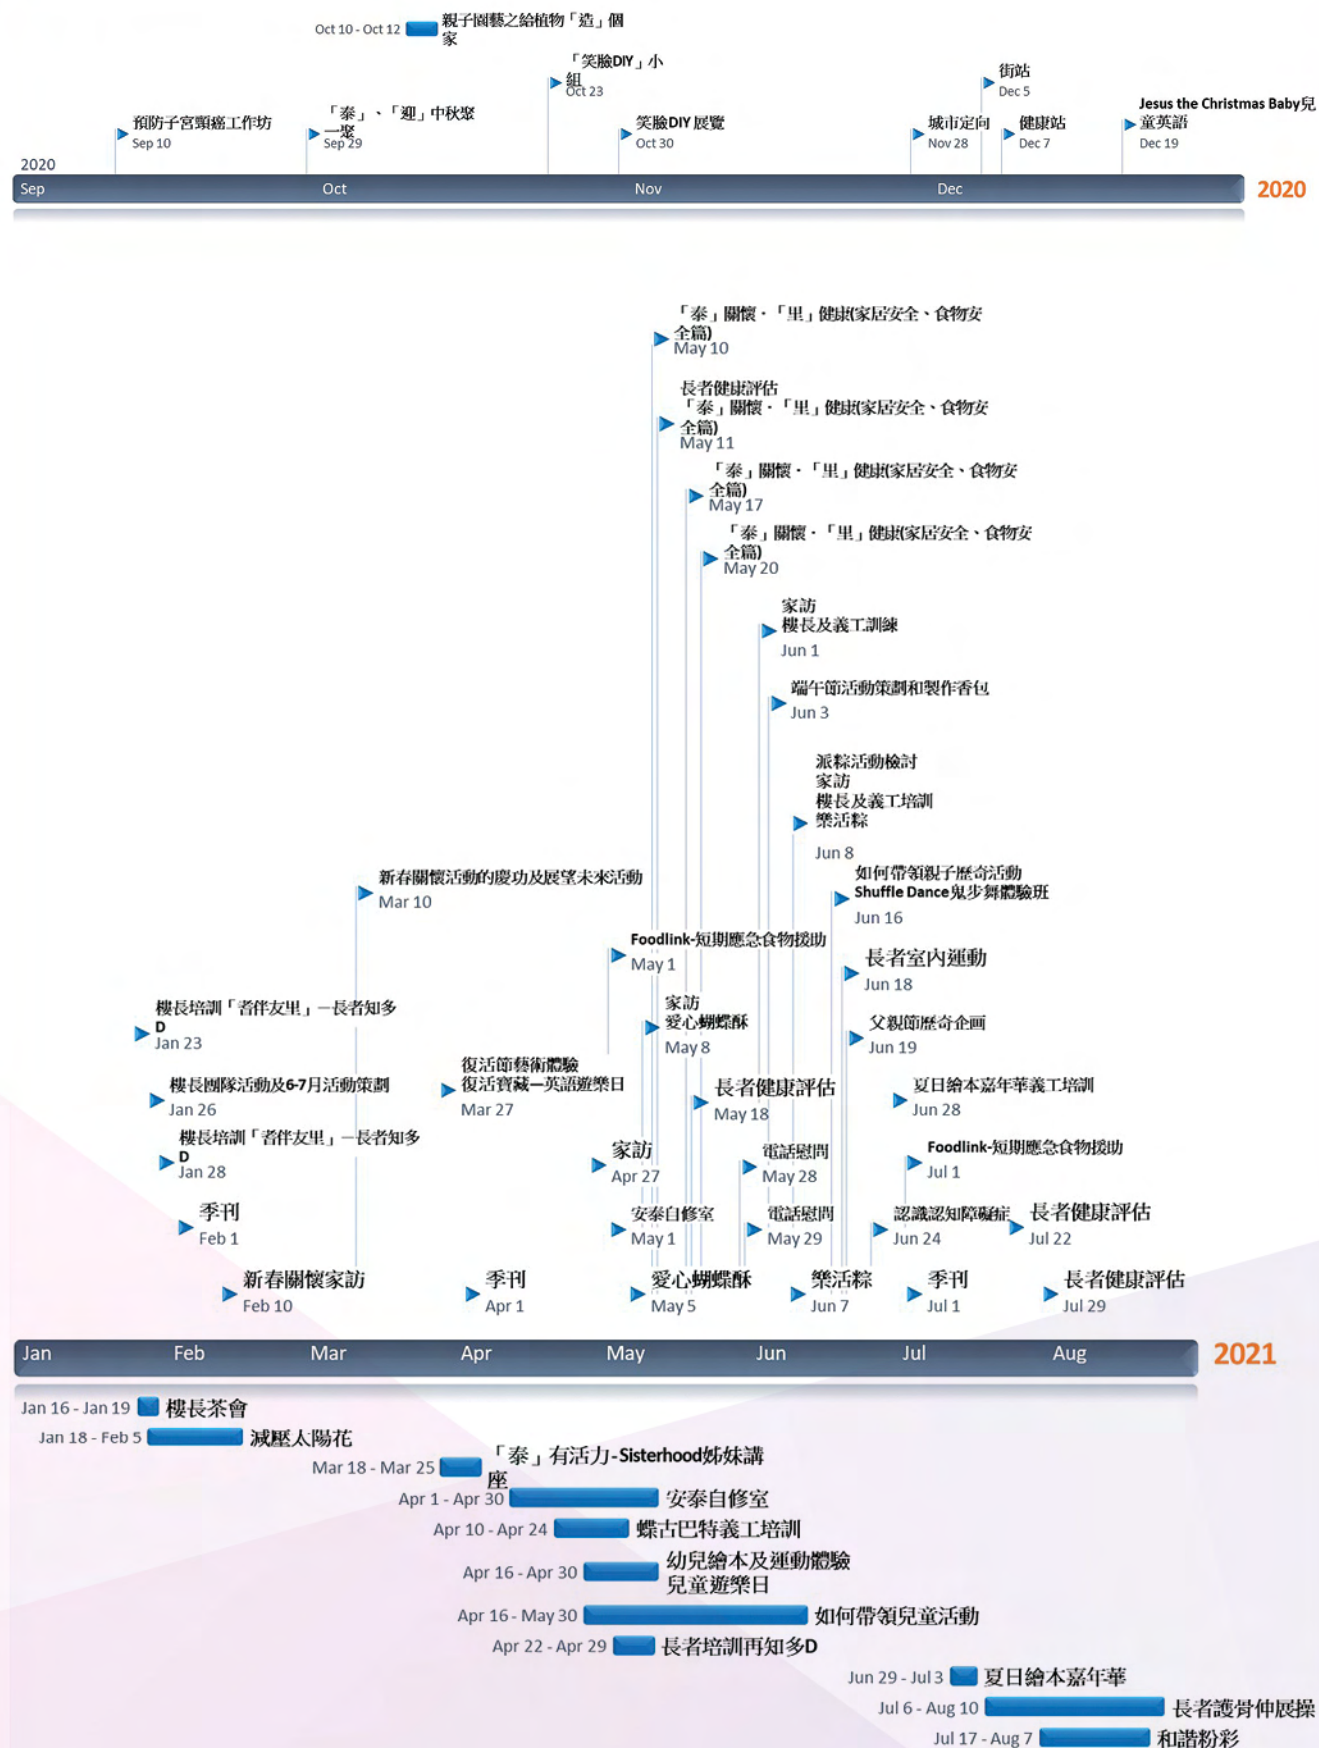 Oct 10 - Oct 12
親子園藝之給植物「造」個
家
「笑臉DIY」小
組
Oct 23
街站
Dec 5
預防子宮頸癌工作坊
Sep 10
「泰」、「迎」中秋聚
一聚
Sep 29
笑臉DIY 展覽
Oct 30
城市定向
Nov 28
健康站
Dec 7
Jesus the Christmas Baby兒
童英語
Dec 19
2020
Sep Oct Nov Dec 2020
「泰」關懷．「里」健康(家居安全、食物安
全篇)
May 10
長者健康評估
「泰」關懷．「里」健康(家居安全、食物安
全篇)
May 11
「泰」關懷．「里」健康(家居安全、食物安
全篇)
May 17
「泰」關懷．「里」健康(家居安全、食物安
全篇)
May 20
家訪
樓長及義工訓練
Jun 1
端午節活動策劃和製作香包
Jun 3
派粽活動檢討
家訪
樓長及義工培訓
樂活粽
Jun 8
新春關懷活動的慶功及展望未來活動
Mar 10
如何帶領親子歷奇活動
Shuffle Dance鬼步舞體驗班
Jun 16
Foodlink-短期應急食物援助
May 1
長者室內運動
Jun 18
樓長培訓「耆伴友里」－長者知多
D
Jan 23
家訪
愛心蝴蝶酥
May 8
父親節歷奇企画
Jun 19
樓長團隊活動及6-7月活動策劃
Jan 26
復活節藝術體驗
復活寶藏—英語遊樂日
Mar 27
長者健康評估
May 18
夏日繪本嘉年華義工培訓
Jun 28
樓長培訓「耆伴友里」－長者知多
D
Jan 28
家訪
Apr 27
電話慰問
May 28
Foodlink-短期應急食物援助
Jul 1
季刊
Feb 1
安泰自修室
May 1
電話慰問
May 29
認識認知障礙症
Jun 24
長者健康評估
Jul 22
新春關懷家訪
Feb 10
季刊
Apr 1
愛心蝴蝶酥
May 5
樂活粽
Jun 7
季刊
Jul 1
長者健康評估
Jul 29
Jan Feb Mar Apr May Jun Jul Aug 2021
Jan 16 - Jan 19 樓長茶會
Jan 18 - Feb 5 減壓太陽花
Mar 18 - Mar 25 「泰」有活力-Sisterhood姊妹講
座
Apr 1 - Apr 30 安泰自修室
Apr 10 - Apr 24 蝶古巴特義工培訓
Apr 16 - Apr 30 幼兒繪本及運動體驗
兒童遊樂日
Apr 16 - May 30 如何帶領兒童活動
Apr 22 - Apr 29 長者培訓再知多D
Jun 29 - Jul 3 夏日繪本嘉年華
Jul 6 - Aug 10 長者護骨伸展操
Jul 17 - Aug 7 和諧粉彩